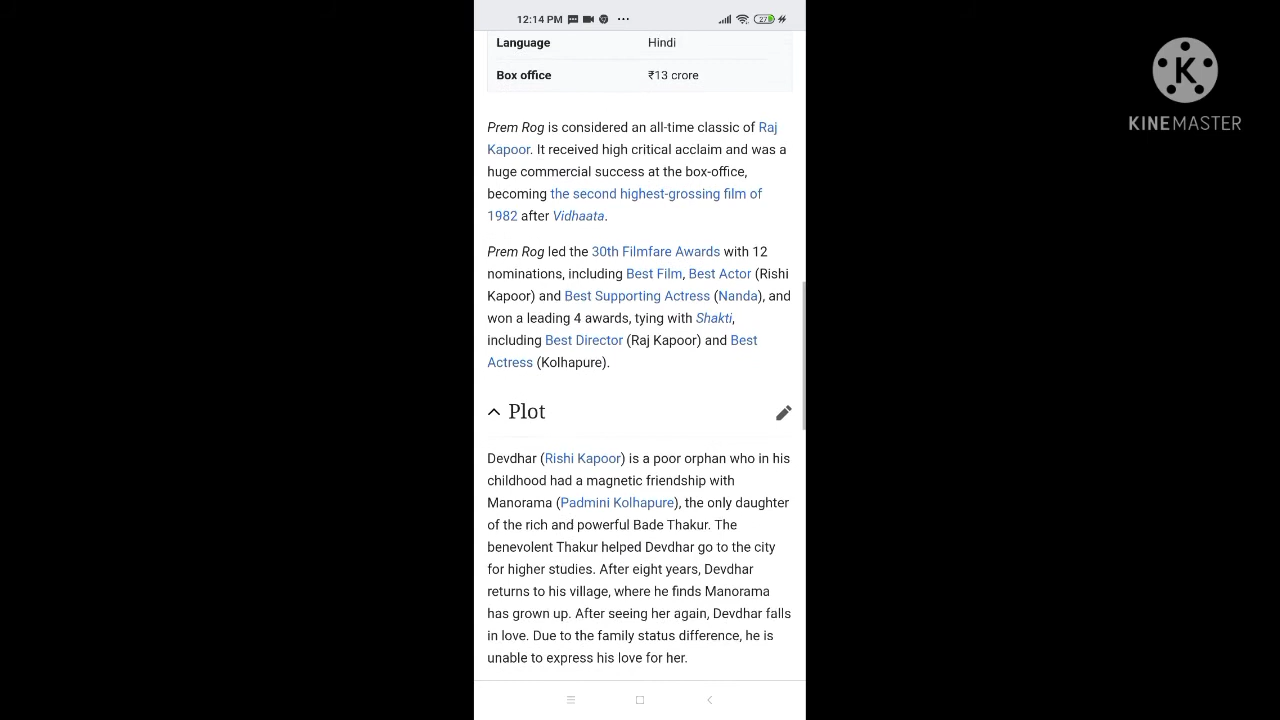 12:14 PM
27
Language Hindi
Box office ₹13 crore
Prem Rog is considered an all-time classic of Raj
Kapoor. It received high critical acclaim and was a
huge commercial success at the box-office,
becoming the second highest-grossing film of
1982 after Vidhaata.
Prem Rog led the 30th Filmfare Awards with 12
nominations, including Best Film, Best Actor (Rishi
Kapoor) and Best Supporting Actress (Nanda), and
won a leading 4 awards, tying with Shakti,
including Best Director (Raj Kapoor) and Best
Actress (Kolhapure).
Plot
Devdhar (Rishi Kapoor) is a poor orphan who in his
childhood had a magnetic friendship with
Manorama (Padmini Kolhapure), the only daughter
of the rich and powerful Bade Thakur. The
benevolent Thakur helped Devdhar go to the city
for higher studies. After eight years, Devdhar
returns to his village, where he finds Manorama
has grown up. After seeing her again, Devdhar falls
in love. Due to the family status difference, he is
unable to express his love for her.
K
KINEMASTER